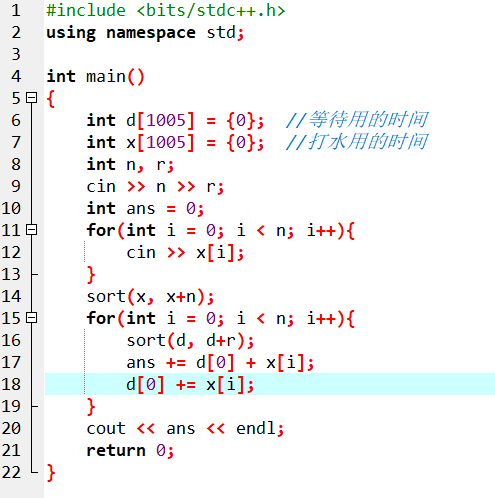 1 #include <bits/stdc++.h>
2 using namespace std;
3
4 int main()
5 {
6     int d[1005] = {0};  //等待用的时间
7     int x[1005] = {0};  //打水用的时间
8     int n, r;
9     cin >> n >> r;
10     int ans = 0;
11     for(int i = 0; i < n; i++){
12         cin >> x[i];
13     }
14     sort(x, x+n);
15     for(int i = 0; i < n; i++){
16         sort(d, d+r);
17         ans += d[0] + x[i];
18         d[0] += x[i];
19     }
20     cout << ans << endl;
21     return 0;
22 }